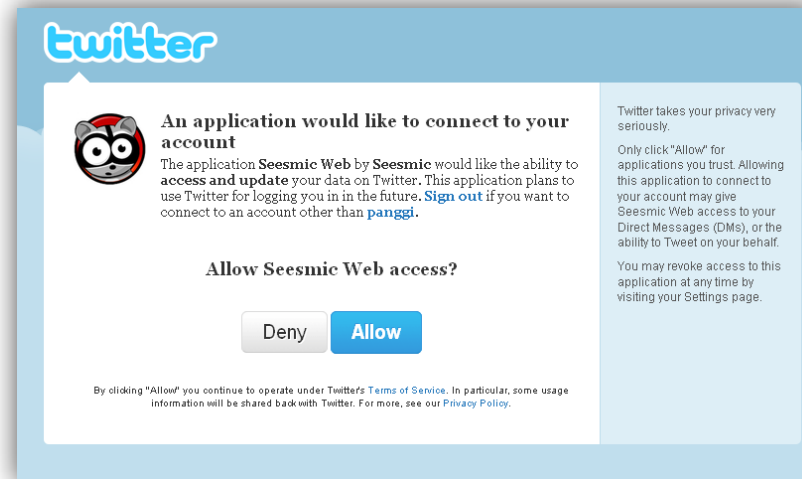 twitter
An application would like to connect to your
account
The application Seesmic Web by Seesmic would like the ability to
access and update your data on Twitter. This application plans to
use Twitter for logging you in in the future. Sign out if you want to
connect to an account other than panggi.
Allow Seesmic Web access?
Deny
Allow
By clicking "Allow" you continue to operate under Twitter's Terms of Service. In particular, some usage
information will be shared back with Twitter. For more, see our Privacy Policy.
Twitter takes your privacy very
seriously.
Only click "Allow" for
applications you trust. Allowing
this application to connect to
your account may give
Seesmic Web access to your
Direct Messages (DMs), or the
ability to Tweet on your behalf.
You may revoke access to this
application at any time by
visiting your Settings page.